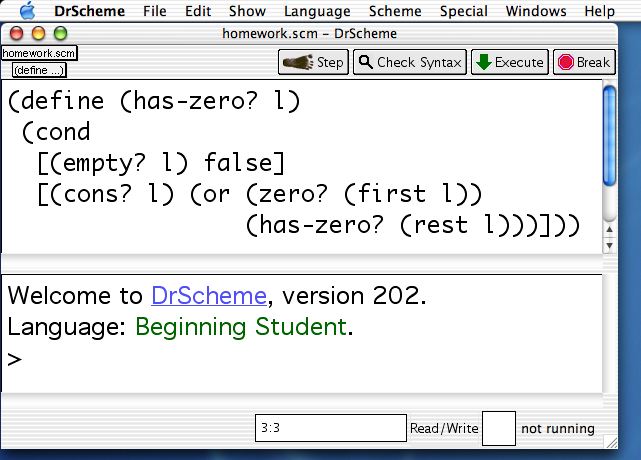 DrScheme File Edit Show Language Scheme Special Windows Help
homework.scm – DrScheme
homework.scm
(define ...)
Step Check Syntax Execute Break
(define (has-zero? l)
 (cond
  [(empty? l) false]
  [(cons? l) (or (zero? (first l))
                (has-zero? (rest l)))]))
Welcome to DrScheme, version 202.
Language: Beginning Student.
>
3:3 Read/Write not running